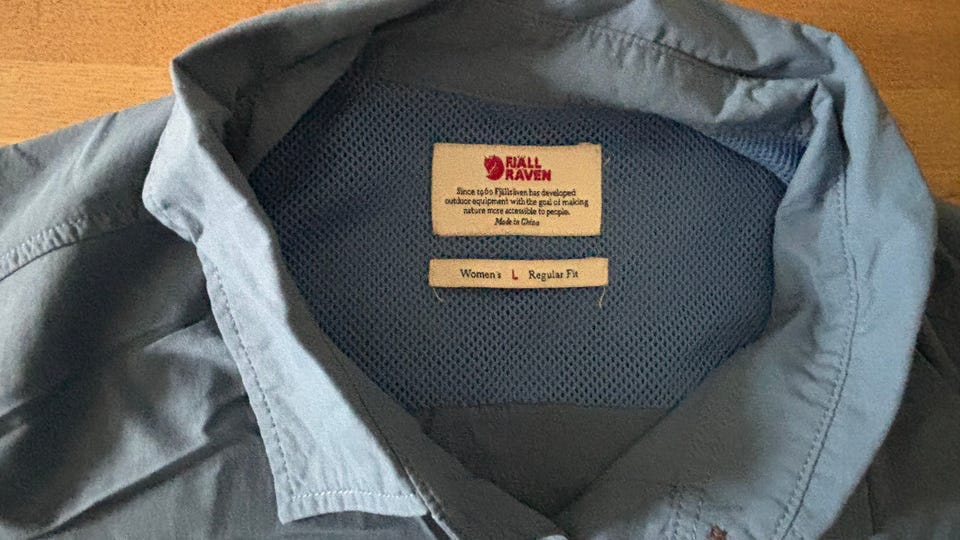 FJÄLL
RAVEN
Since 1960 Fjällräven has developed
outdoor equipment with the goal of making
nature more accessible to people.
Made in China
Women's L Regular Fit